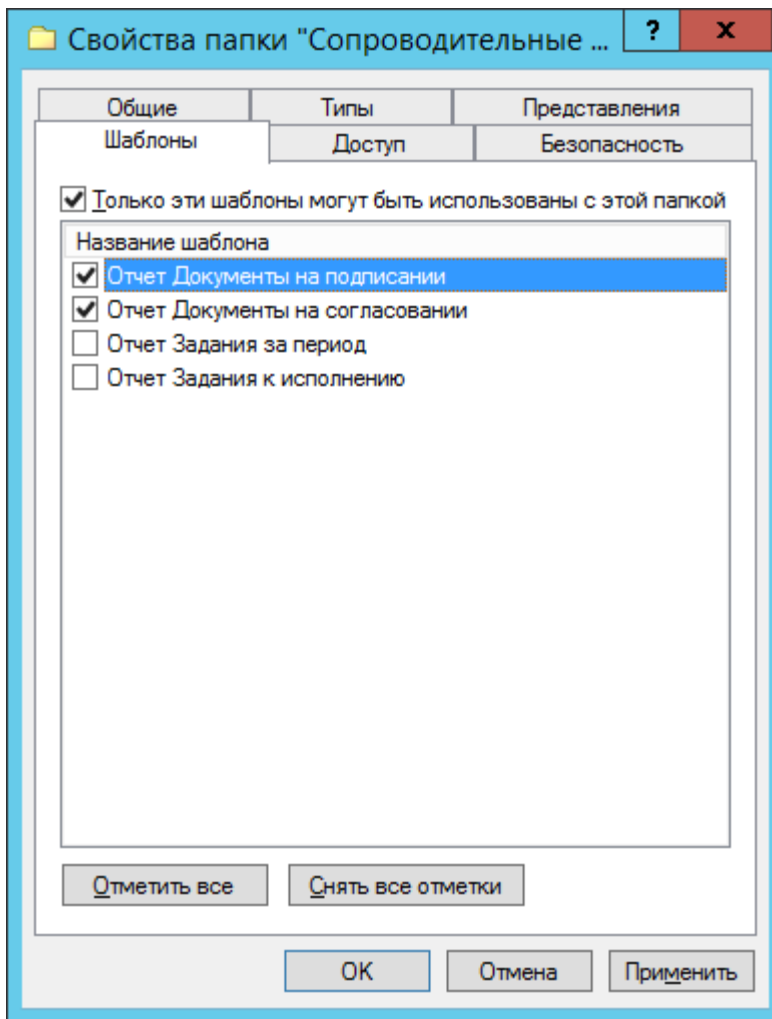 Свойства папки "Сопроводительные ...
? x
Общие Типы Представления
Шаблоны Доступ Безопасность
Только эти шаблоны могут быть использованы с этой папкой
Название шаблона
Отчет Документы на подписании
Отчет Документы на согласовании
Отчет Задания за период
Отчет Задания к исполнению
Отметить все Снять все отметки
OK Отмена Применить